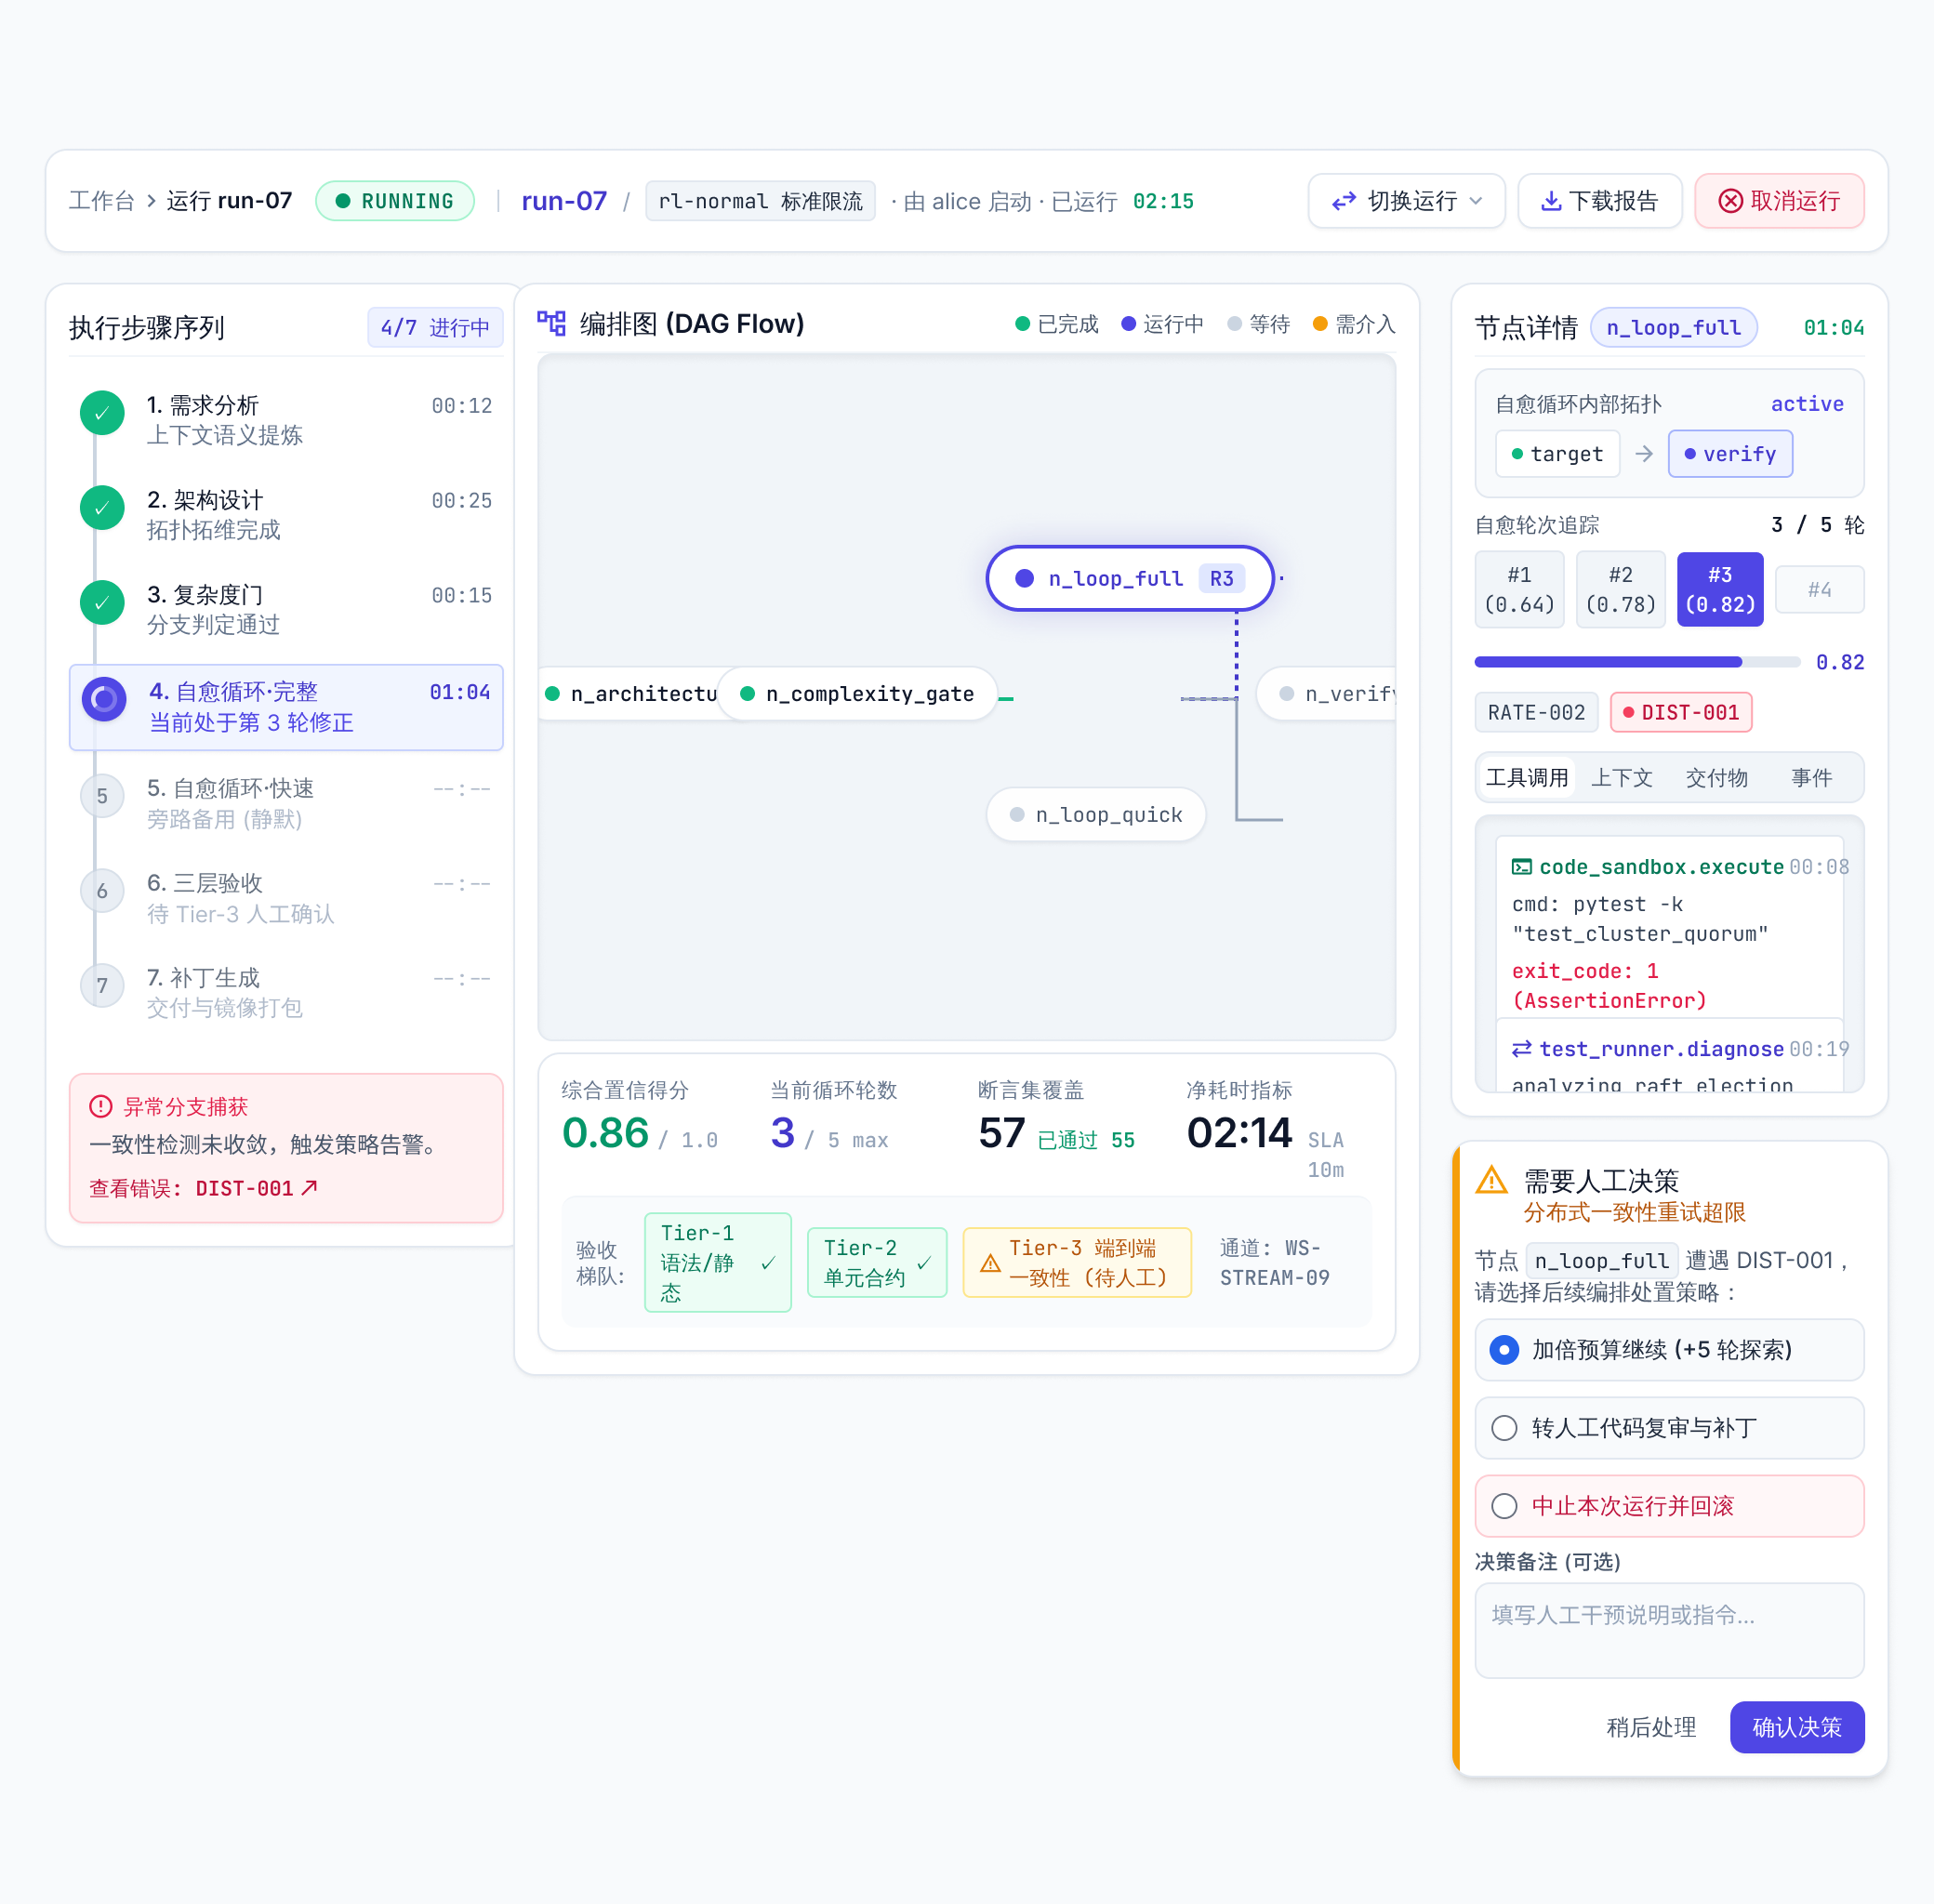 工作台 > 运行 run-07 RUNNING | run-07 / rl-normal 标准限流 · 由 alice 启动 · 已运行 02:15 切换运行 下载报告 取消运行
执行步骤序列 4/7 进行中
✓ 1. 需求分析 00:12
上下文语义提炼
✓ 2. 架构设计 00:25
拓扑拓维完成
✓ 3. 复杂度门 00:15
分支判定通过
4. 自愈循环·完整 01:04
当前处于第 3 轮修正
5 5. 自愈循环·快速 --:--
旁路备用 (静默)
6 6. 三层验收 --:--
待 Tier-3 人工确认
7 7. 补丁生成 --:--
交付与镜像打包
异常分支捕获
一致性检测未收敛，触发策略告警。
查看错误: DIST-001
编排图 (DAG Flow) 已完成 运行中 等待 需介入
n_loop_full R3
n_architectu n_complexity_gate n_verify
n_loop_quick
综合置信得分 当前循环轮数 断言集覆盖 净耗时指标
0.86 / 1.0 3 / 5 max 57 已通过 55 02:14 SLA
10m
验收
梯队:
Tier-1
语法/静
态 ✓
Tier-2
单元合约 ✓
Tier-3 端到端
一致性 (待人工)
通道: WS-
STREAM-09
节点详情 n_loop_full 01:04
自愈循环内部拓扑 active
target → verify
自愈轮次追踪 3 / 5 轮
#1 #2 #3 #4
(0.64) (0.78) (0.82)
0.82
RATE-002 DIST-001
工具调用 上下文 交付物 事件
code_sandbox.execute 00:08
cmd: pytest -k
"test_cluster_quorum"
exit_code: 1
(AssertionError)
test_runner.diagnose 00:19
analyzing raft election
需要人工决策
分布式一致性重试超限
节点 n_loop_full 遭遇 DIST-001，
请选择后续编排处置策略：
加倍预算继续 (+5 轮探索)
转人工代码复审与补丁
中止本次运行并回滚
决策备注 (可选)
填写人工干预说明或指令...
稍后处理 确认决策